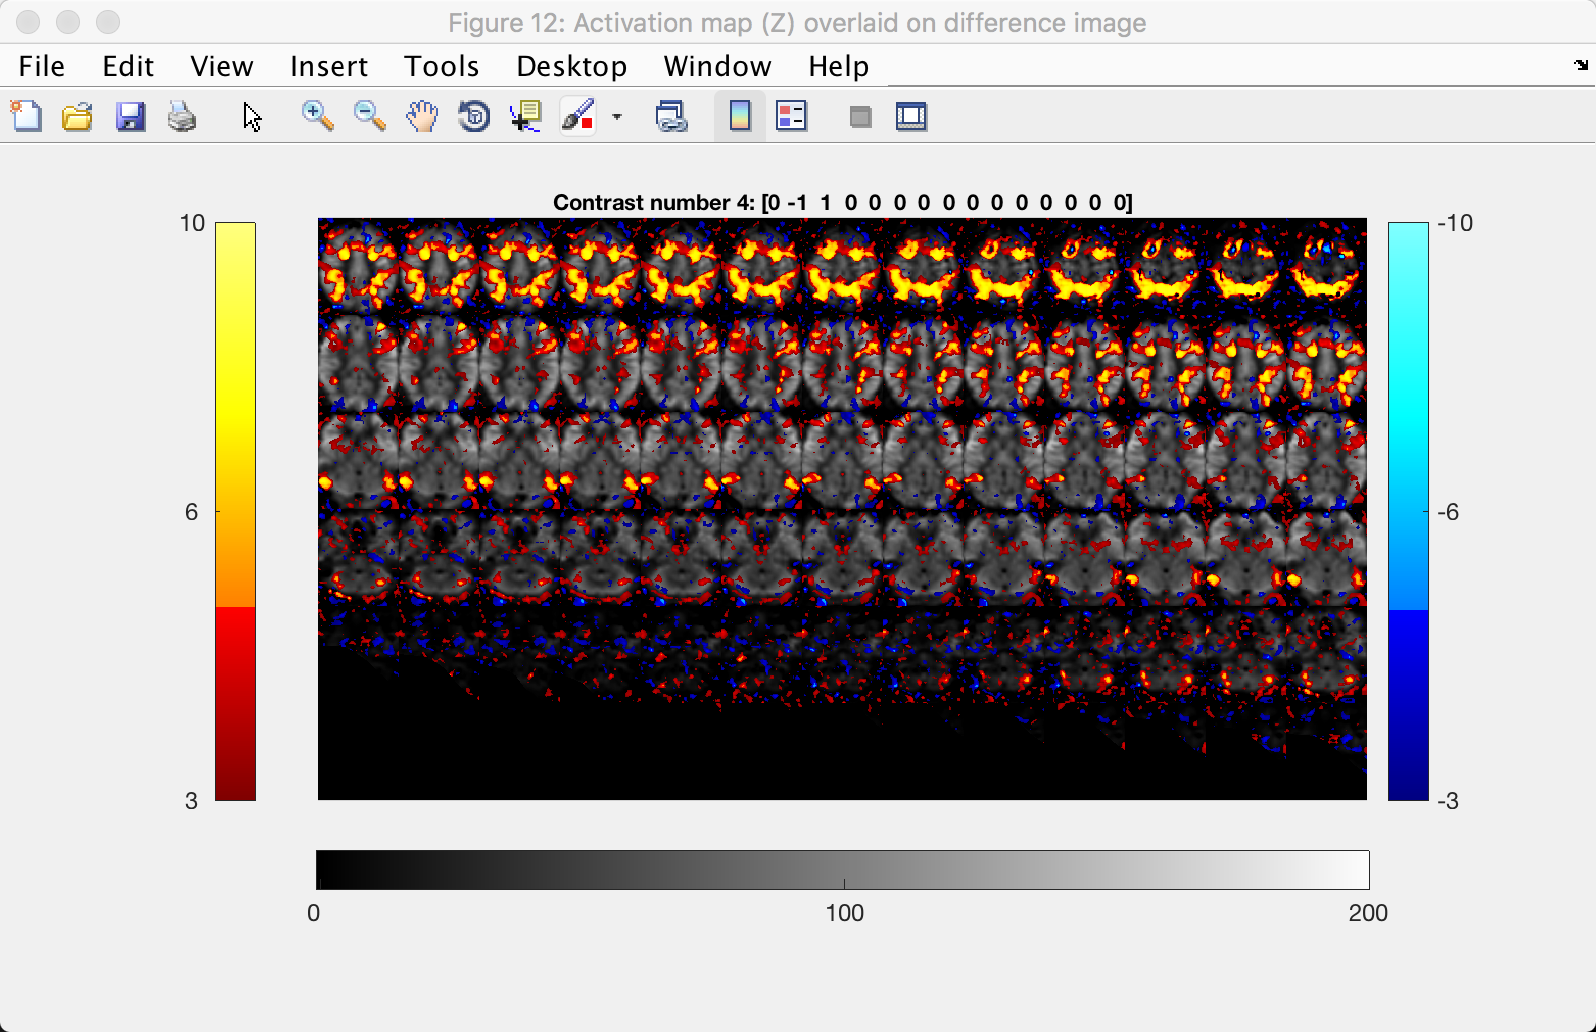 Figure 12: Activation map (Z) overlaid on difference image
File Edit View Insert Tools Desktop Window Help
Contrast number 4: [0 -1 1 0 0 0 0 0 0 0 0 0 0 0 0]
10
6
3
-10
-6
-3
0 100 200